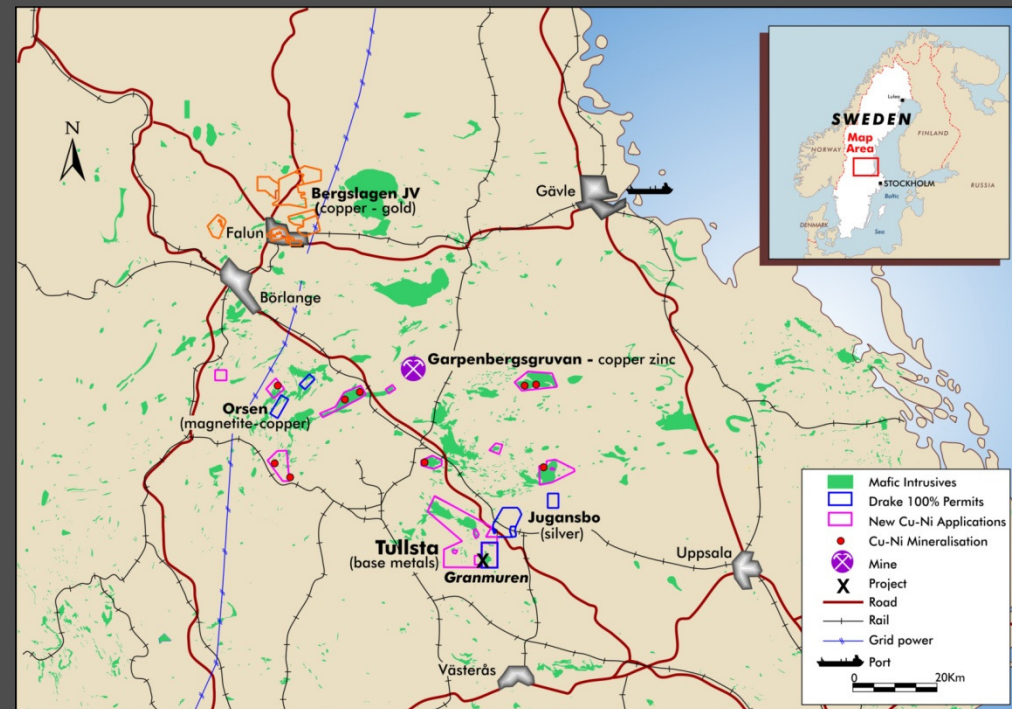 N
Bergslagen JV
(copper - gold)
Falun
Gävle
Börlange
Garpenbergsgruvan - copper zinc
Orsen
(magnetite-copper)
Jugansbo
(silver)
Tullsta
(base metals)
X
Granmuren
Uppsala
Västerås
Lulea
SWEDEN
Map
Area
NORWAY
FINLAND
STOCKHOLM
RUSSIA
Baltic
Sea
DENMARK
Mafic Intrusives
Drake 100% Permits
New Cu-Ni Applications
Cu-Ni Mineralisation
Mine
X Project
Road
Rail
Grid power
Port
0 20Km